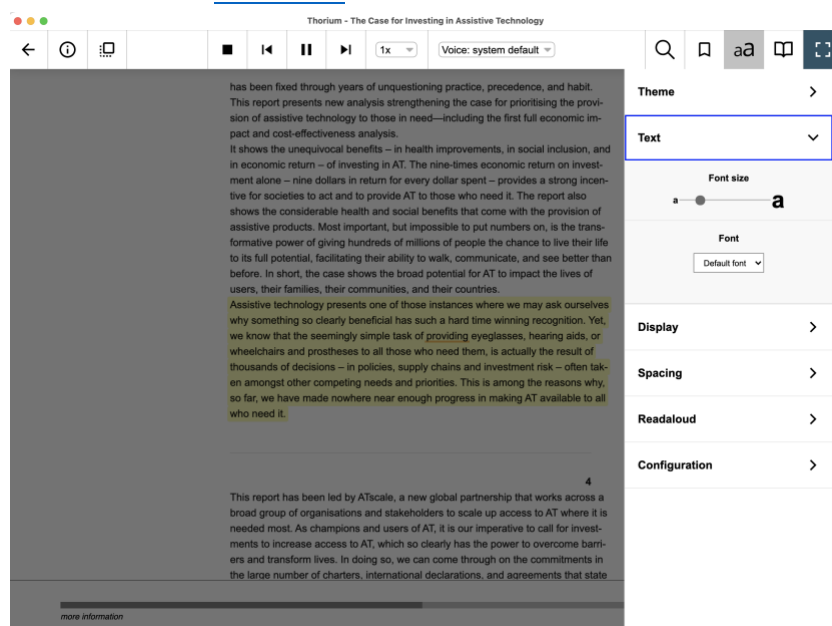 Thorium - The Case for Investing in Assistive Technology
1x
Voice: system default
aa
has been fixed through years of unquestioning practice, precedence, and habit.
This report presents new analysis strengthening the case for prioritising the provi-
sion of assistive technology to those in need—including the first full economic im-
pact and cost-effectiveness analysis.
It shows the unequivocal benefits – in health improvements, in social inclusion, and
in economic return – of investing in AT. The nine-times economic return on invest-
ment alone – nine dollars in return for every dollar spent – provides a strong incen-
tive for societies to act and to provide AT to those who need it. The report also
shows the considerable health and social benefits that come with the provision of
assistive products. Most important, but impossible to put numbers on, is the trans-
formative power of giving hundreds of millions of people the chance to live their life
to its full potential, facilitating their ability to walk, communicate, and see better than
before. In short, the case shows the broad potential for AT to impact the lives of
users, their families, their communities, and their countries.
Assistive technology presents one of those instances where we may ask ourselves
why something so clearly beneficial has such a hard time winning recognition. Yet,
we know that the seemingly simple task of providing eyeglasses, hearing aids, or
wheelchairs and prostheses to all those who need them, is actually the result of
thousands of decisions – in policies, supply chains and investment risk – often tak-
en amongst other competing needs and priorities. This is among the reasons why,
so far, we have made nowhere near enough progress in making AT available to all
who need it.
4
This report has been led by ATscale, a new global partnership that works across a
broad group of organisations and stakeholders to scale up access to AT where it is
needed most. As champions and users of AT, it is our imperative to call for invest-
ments to increase access to AT, which so clearly has the power to overcome barri-
ers and transform lives. In doing so, we can come through on the commitments in
the large number of charters, international declarations, and agreements that state
more information
Theme
Text
Font size
a
a
Font
Default font
Display
Spacing
Readaloud
Configuration